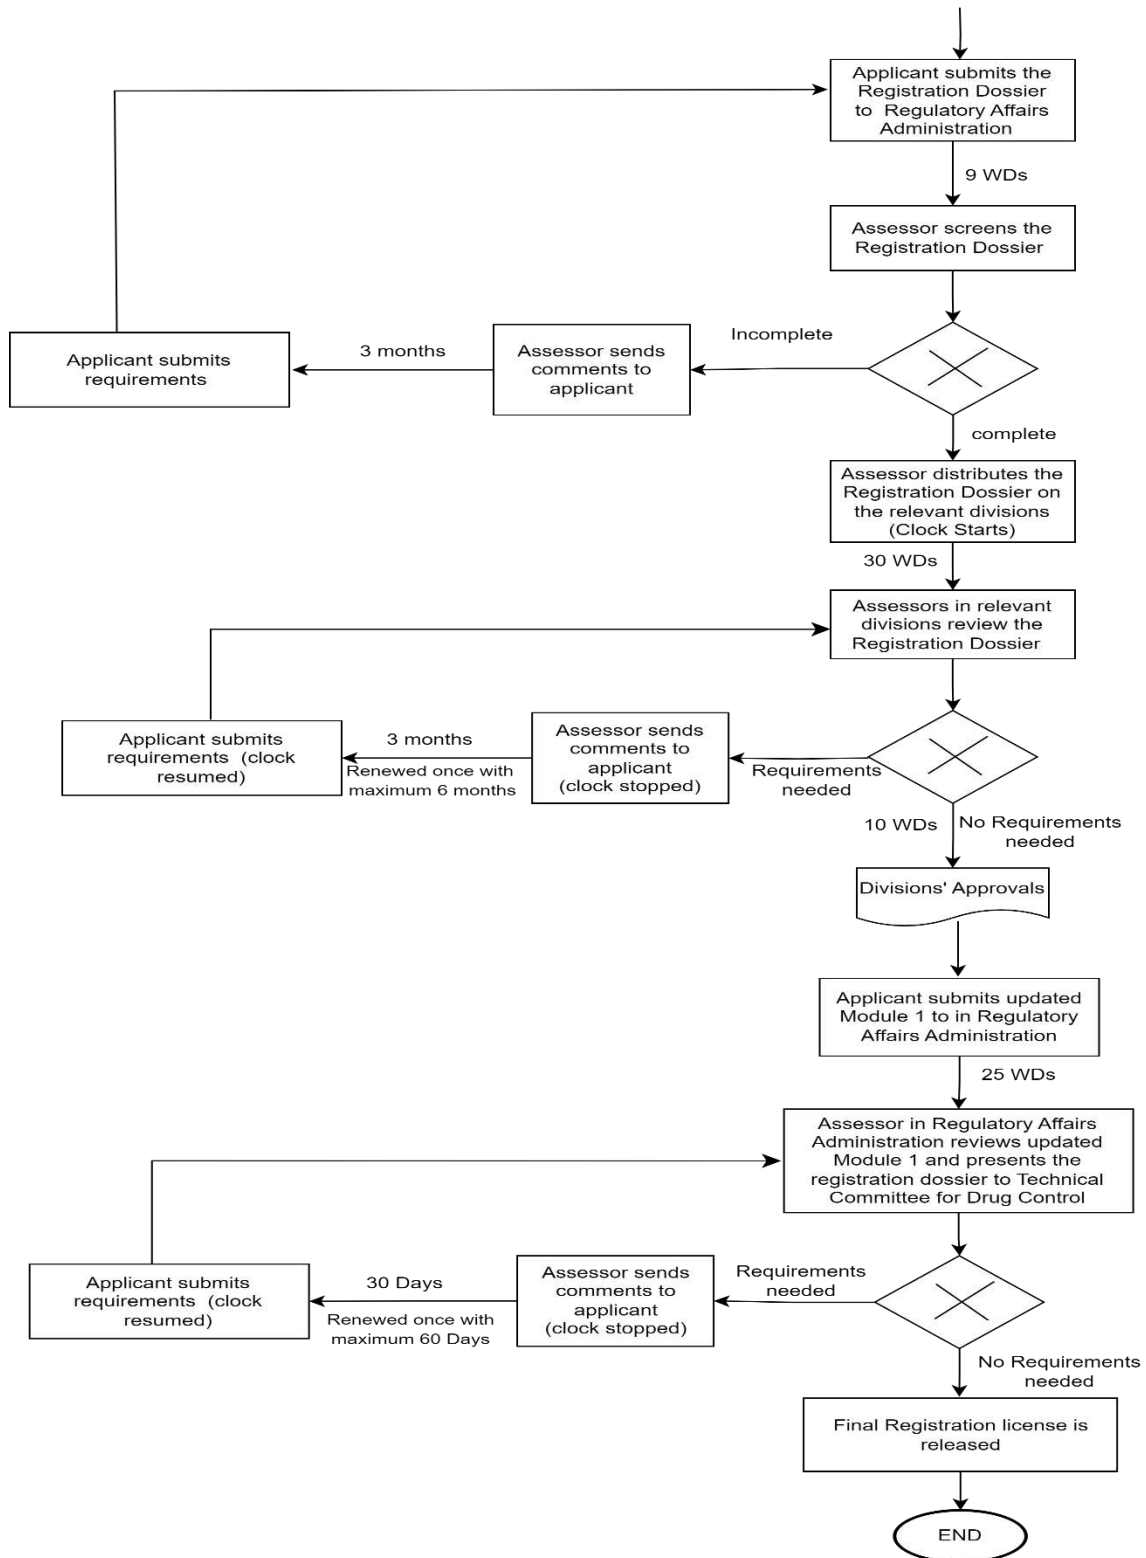 Applicant submits the
Registration Dossier
to Regulatory Affairs
Administration
9 WDs
Assessor screens the
Registration Dossier
Incomplete
Assessor sends
comments to
applicant
3 months
Applicant submits
requirements
complete
Assessor distributes the
Registration Dossier on
the relevant divisions
(Clock Starts)
30 WDs
Assessors in relevant
divisions review the
Registration Dossier
Requirements
needed
Assessor sends
comments to
applicant
(clock stopped)
3 months
Renewed once with
maximum 6 months
Applicant submits
requirements (clock
resumed)
10 WDs
No Requirements
needed
Divisions' Approvals
Applicant submits updated
Module 1 to in Regulatory
Affairs Administration
25 WDs
Assessor in Regulatory Affairs
Administration reviews updated
Module 1 and presents the
registration dossier to Technical
Committee for Drug Control
Requirements
needed
Assessor sends
comments to
applicant
(clock stopped)
30 Days
Renewed once with
maximum 60 Days
Applicant submits
requirements (clock
resumed)
No Requirements
needed
Final Registration license is
released
END